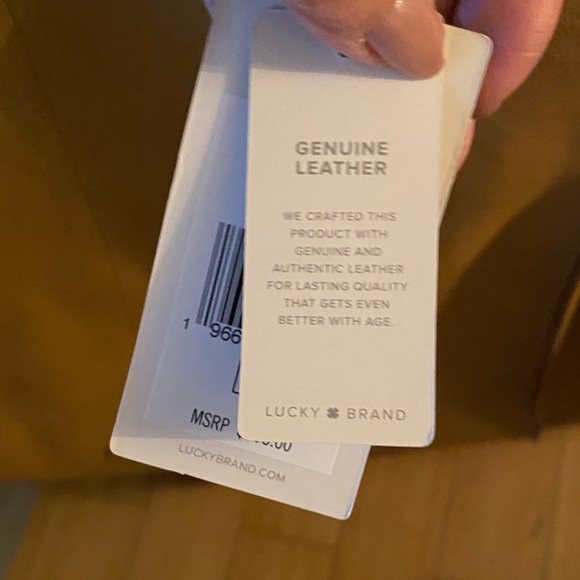 GENUINE
LEATHER
WE CRAFTED THIS
PRODUCT WITH
GENUINE AND
AUTHENTIC LEATHER
FOR LASTING QUALITY
THAT GETS EVEN
BETTER WITH AGE.
LUCKY BRAND
1 966
MSRP
LUCKYBRAND.COM